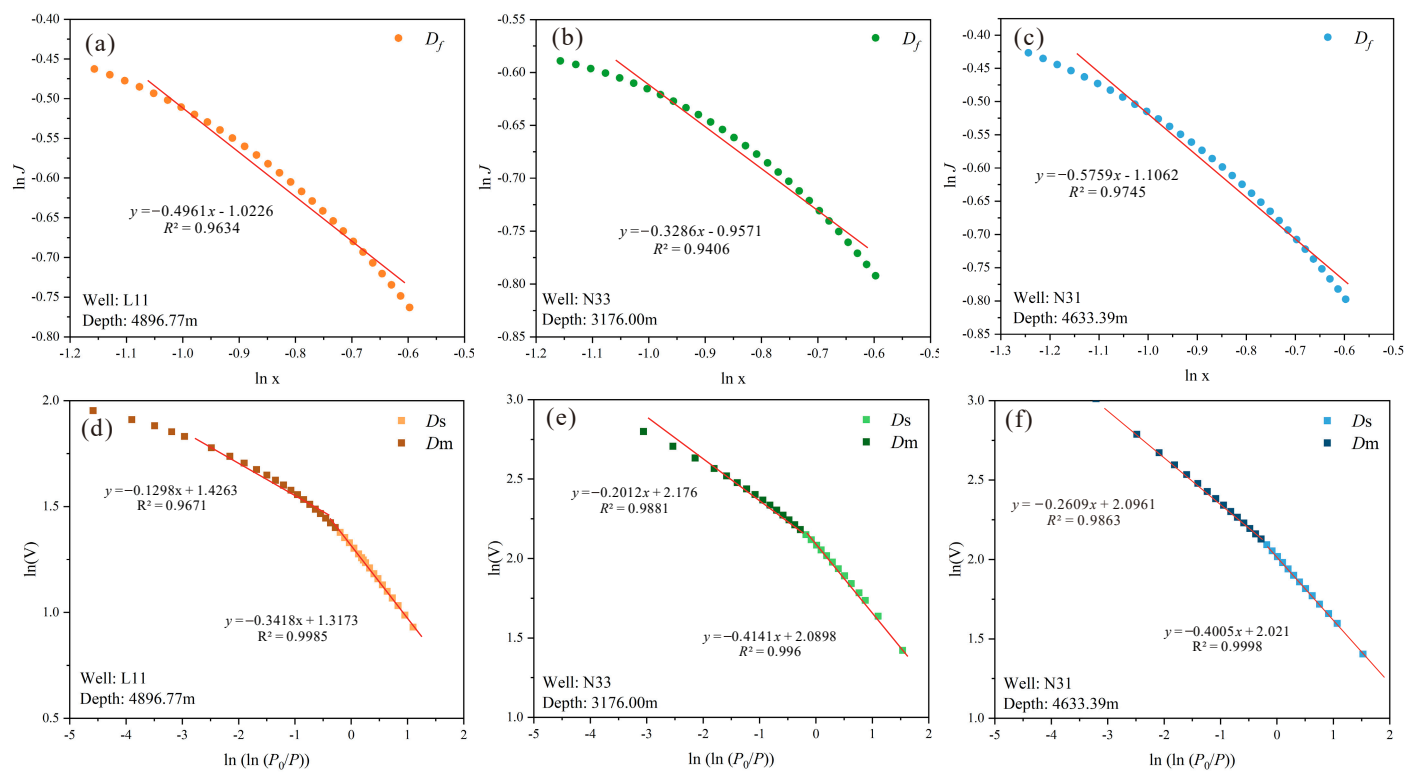 (a)
D_f
-0.40
-0.45
-0.50
-0.55
-0.60
-0.65
-0.70
-0.75
-0.80
ln J
y =−0.4961x - 1.0226
R² = 0.9634
Well: L11
Depth: 4896.77m
-1.2 -1.1 -1.0 -0.9 -0.8 -0.7 -0.6 -0.5
ln x
(b)
D_f
-0.55
-0.60
-0.65
-0.70
-0.75
-0.80
-0.85
ln J
y =−0.3286x - 0.9571
R² = 0.9406
Well: N33
Depth: 3176.00m
-1.2 -1.1 -1.0 -0.9 -0.8 -0.7 -0.6 -0.5
ln x
(c)
D_f
-0.40
-0.45
-0.50
-0.55
-0.60
-0.65
-0.70
-0.75
-0.80
-0.85
ln J
y =−0.5759x - 1.1062
R² = 0.9745
Well: N31
Depth: 4633.39m
-1.3 -1.2 -1.1 -1.0 -0.9 -0.8 -0.7 -0.6 -0.5
ln x
(d)
Ds
Dm
2.0
1.5
1.0
0.5
ln(V)
y =−0.1298x + 1.4263
R² = 0.9671
y =−0.3418x + 1.3173
R² = 0.9985
Well: L11
Depth: 4896.77m
-5 -4 -3 -2 -1 0 1 2
ln (ln (P₀/P))
(e)
Ds
Dm
3.0
2.5
2.0
1.5
1.0
ln(V)
y =−0.2012x + 2.176
R² = 0.9881
y =−0.4141x + 2.0898
R² = 0.996
Well: N33
Depth: 3176.00m
-5 -4 -3 -2 -1 0 1 2
ln (ln (P₀/P))
(f)
Ds
Dm
3.0
2.5
2.0
1.5
1.0
ln(V)
y =−0.2609x + 2.0961
R² = 0.9863
y =−0.4005x + 2.021
R² = 0.9998
Well: N31
Depth: 4633.39m
-5 -4 -3 -2 -1 0 1 2
ln (ln (P₀/P))